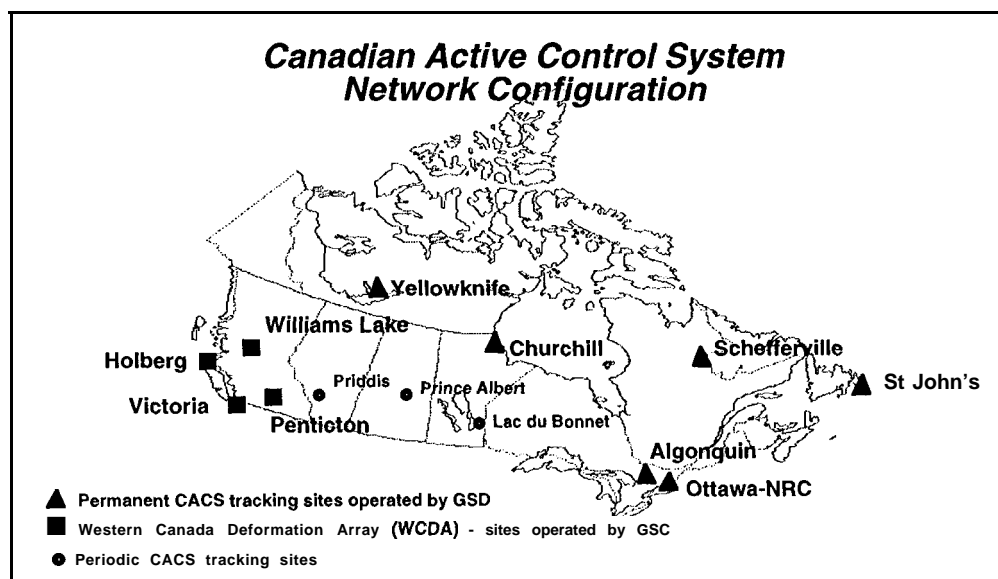 Canadian Active Control System
Network Configuration
Yellowknife
Williams Lake
Holberg
Churchill
Schefferville
Priddis
Prince Albert
St John's
Victoria
Penticton
Lac du Bonnet
Algonquin
Ottawa-NRC
Permanent CACS tracking sites operated by GSD
Western Canada Deformation Array (WCDA) - sites operated by GSC
Periodic CACS tracking sites